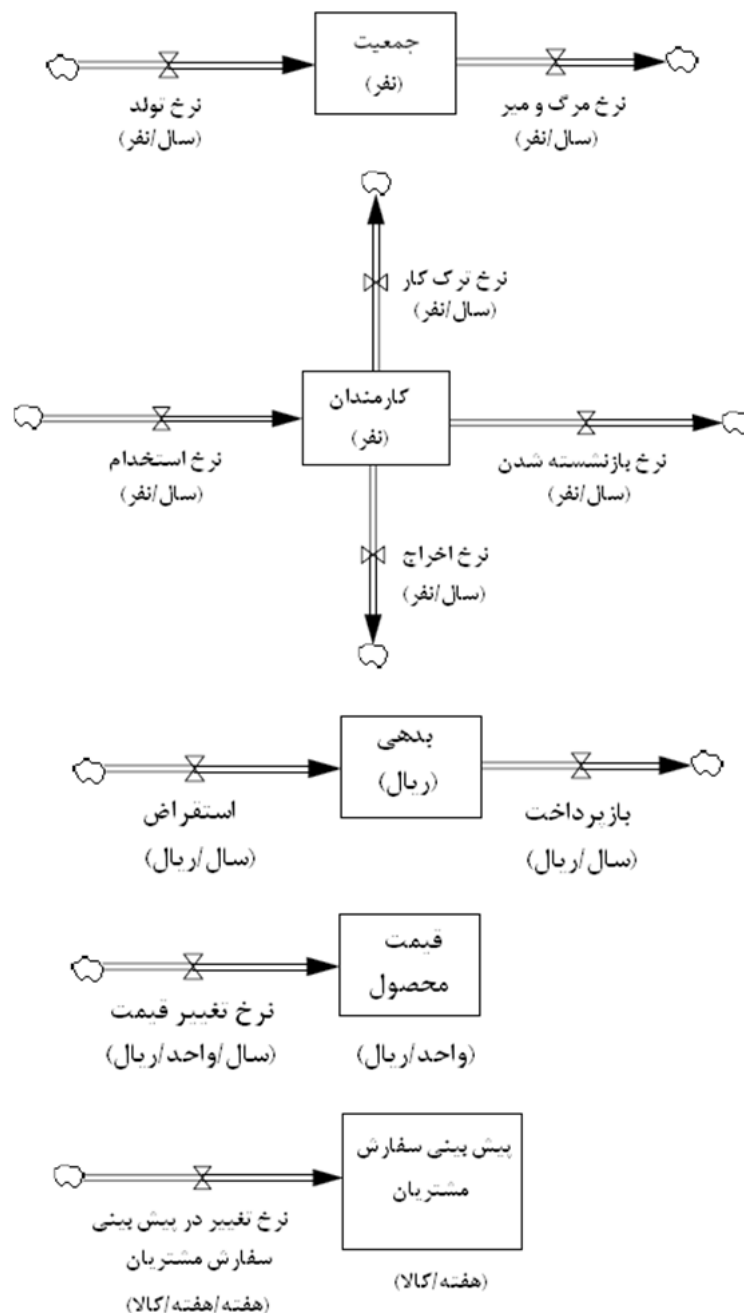 جمعیت
(نفر)
نرخ تولد
(سال/نفر)
نرخ مرگ و میر
(سال/نفر)
نرخ ترک کار
(سال/نفر)
کارمندان
(نفر)
نرخ استخدام
(سال/نفر)
نرخ بازنشسته شدن
(سال/نفر)
نرخ اخراج
(سال/نفر)
بدهی
(ریال)
استقراض
(سال/ریال)
بازپرداخت
(سال/ریال)
قیمت
محصول
(واحد/ریال)
نرخ تغییر قیمت
(سال/واحد/ریال)
پیش بینی سفارش
مشتریان
(هفته/کالا)
نرخ تغییر در پیش بینی
سفارش مشتریان
(هفته/هفته/کالا)